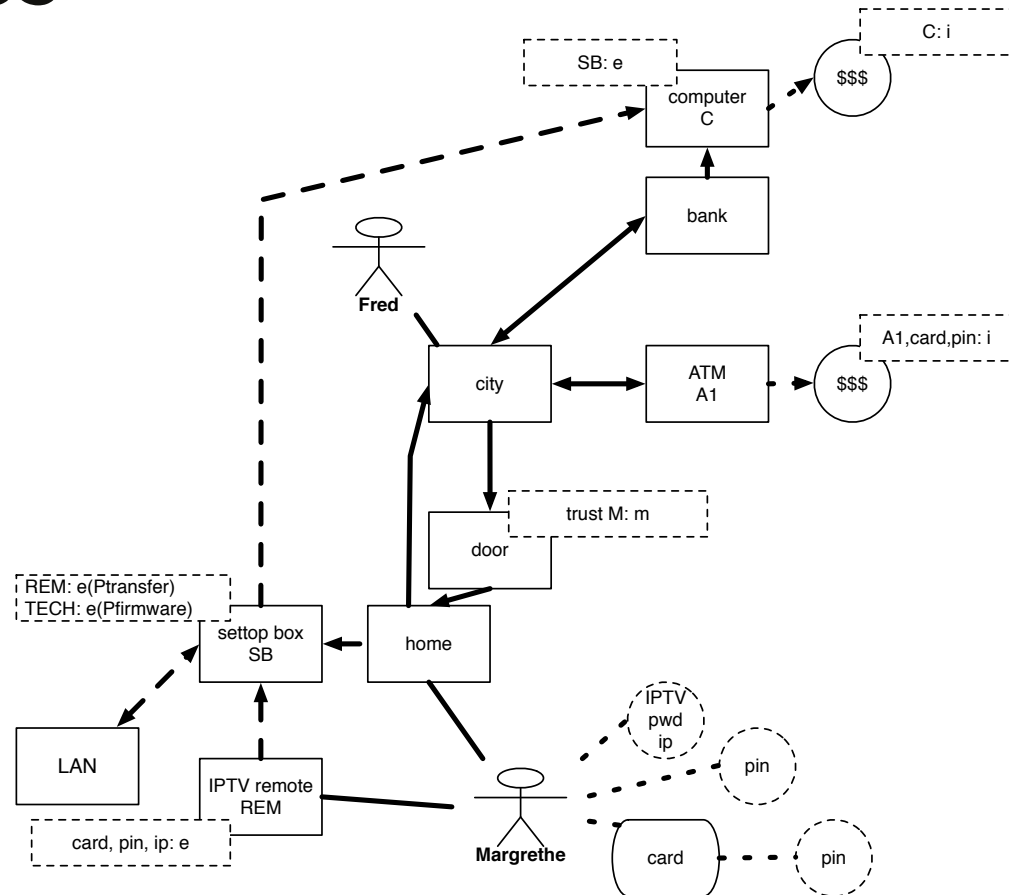 C: i
SB: e
$$$
computer
C
bank
Fred
A1,card,pin: i
city
ATM
A1
$$$
trust M: m
door
REM: e(Ptransfer)
TECH: e(Pfirmware)
settop box
SB
home
IPTV
pwd
ip
LAN
pin
IPTV remote
REM
card, pin, ip: e
Margrethe
card
pin